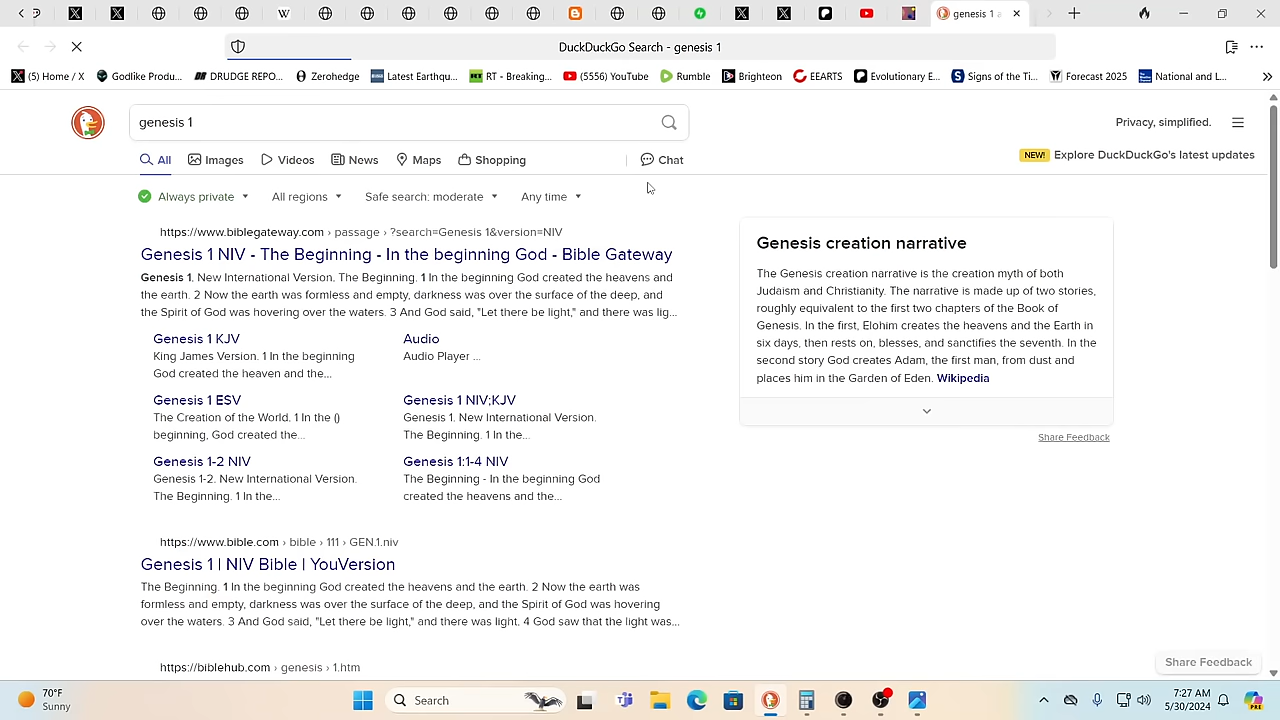 genesis 1 a
DuckDuckGo Search - genesis 1
(5) Home / X
Godlike Produ...
DRUDGE REPO...
Zerohedge
Latest Earthqu...
RT - Breaking...
(5556) YouTube
Rumble
Brighteon
EEARTS
Evolutionary E...
Signs of the Ti...
Forecast 2025
National and L...
genesis 1
Privacy, simplified.
All
Images
Videos
News
Maps
Shopping
Chat
NEW! Explore DuckDuckGo's latest updates
Always private
All regions
Safe search: moderate
Any time
https://www.biblegateway.com › passage › ?search=Genesis 1&version=NIV
Genesis 1 NIV - The Beginning - In the beginning God - Bible Gateway
Genesis 1. New International Version. The Beginning. 1 In the beginning God created the heavens and
the earth. 2 Now the earth was formless and empty, darkness was over the surface of the deep, and
the Spirit of God was hovering over the waters. 3 And God said, "Let there be light," and there was lig...
Genesis 1 KJV
King James Version. 1 In the beginning
God created the heaven and the...
Audio
Audio Player ...
Genesis 1 ESV
The Creation of the World. 1 In the ()
beginning, God created the...
Genesis 1 NIV;KJV
Genesis 1. New International Version.
The Beginning. 1 In the...
Genesis 1-2 NIV
Genesis 1-2. New International Version.
The Beginning. 1 In the...
Genesis 1:1-4 NIV
The Beginning - In the beginning God
created the heavens and the...
https://www.bible.com › bible › 111 › GEN.1.niv
Genesis 1 | NIV Bible | YouVersion
The Beginning. 1 In the beginning God created the heavens and the earth. 2 Now the earth was
formless and empty, darkness was over the surface of the deep, and the Spirit of God was hovering
over the waters. 3 And God said, "Let there be light," and there was light. 4 God saw that the light was...
https://biblehub.com › genesis › 1.htm
Genesis creation narrative
The Genesis creation narrative is the creation myth of both
Judaism and Christianity. The narrative is made up of two stories,
roughly equivalent to the first two chapters of the Book of
Genesis. In the first, Elohim creates the heavens and the Earth in
six days, then rests on, blesses, and sanctifies the seventh. In the
second story God creates Adam, the first man, from dust and
places him in the Garden of Eden. Wikipedia
Share Feedback
Share Feedback
70°F
Sunny
Search
7:27 AM
5/30/2024